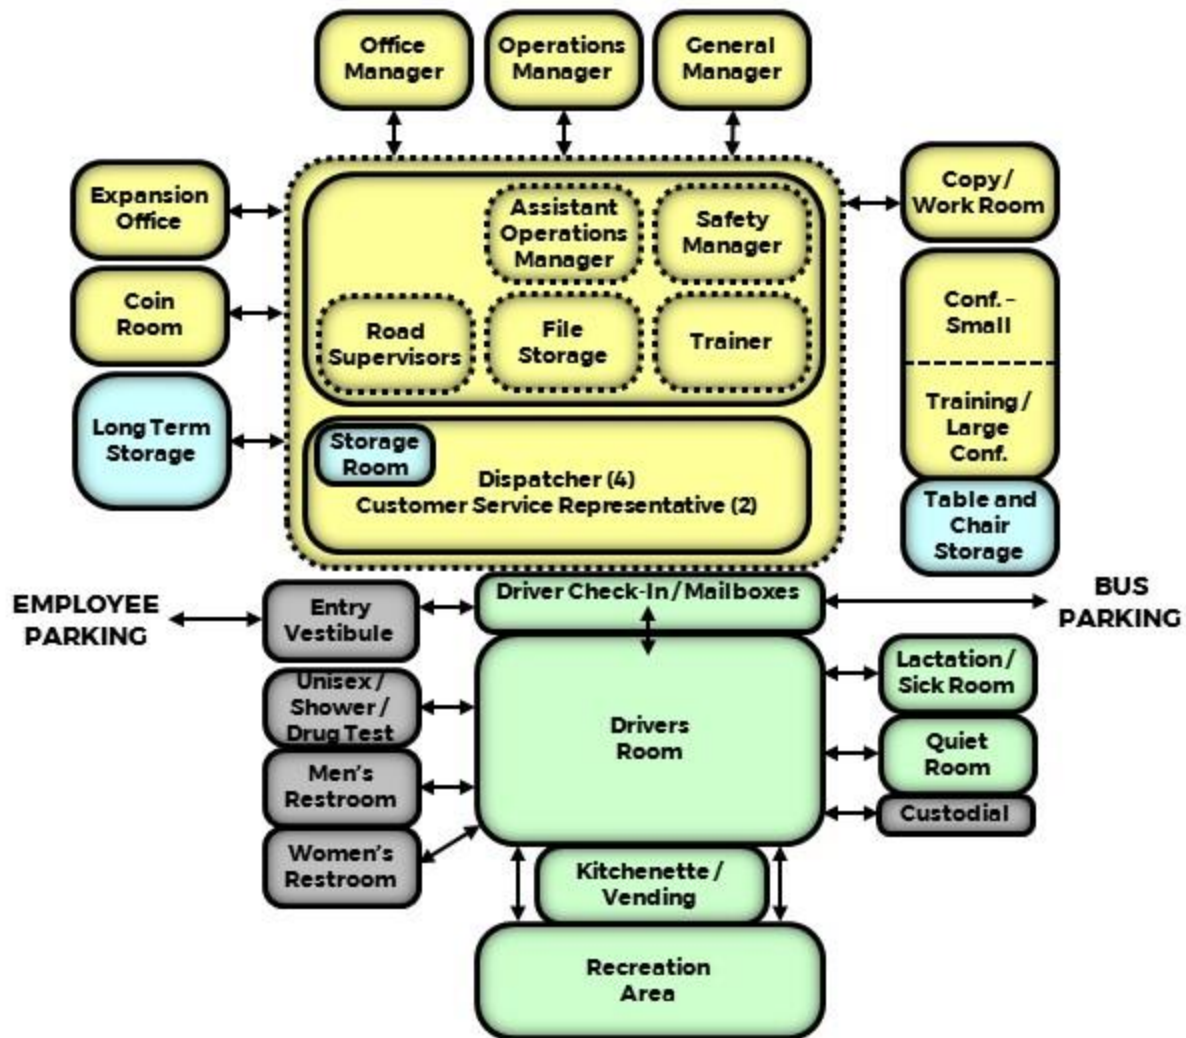 Office
Manager
Operations
Manager
General
Manager
Expansion
Office
Coin
Room
Long Term
Storage
Assistant
Operations
Manager
Safety
Manager
Road
Supervisors
File
Storage
Trainer
Storage
Room
Dispatcher (4)
Customer Service Representative (2)
Copy /
Work Room
Conf. –
Small
Training /
Large
Conf.
Table and
Chair
Storage
EMPLOYEE
PARKING
Entry
Vestibule
Driver Check-In / Mailboxes
BUS
PARKING
Unisex /
Shower /
Drug Test
Men's
Restroom
Women's
Restroom
Drivers
Room
Lactation /
Sick Room
Quiet
Room
Custodial
Kitchenette /
Vending
Recreation
Area